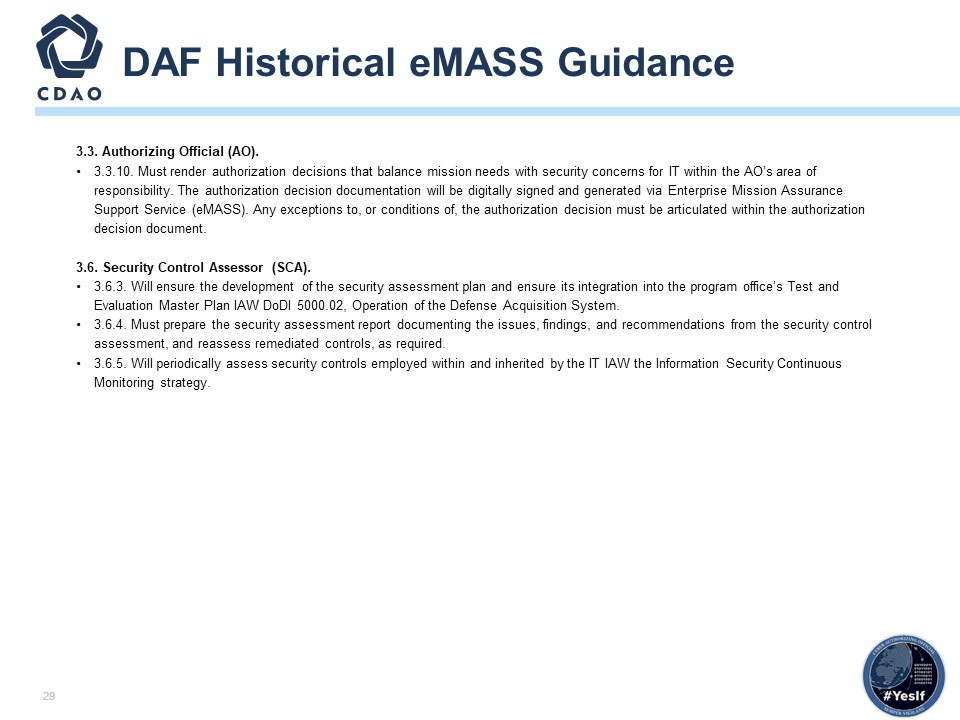 CDAO
DAF Historical eMASS Guidance
3.3. Authorizing Official (AO).
• 3.3.10. Must render authorization decisions that balance mission needs with security concerns for IT within the AO's area of
responsibility. The authorization decision documentation will be digitally signed and generated via Enterprise Mission Assurance
Support Service (eMASS). Any exceptions to, or conditions of, the authorization decision must be articulated within the authorization
decision document.
3.6. Security Control Assessor (SCA).
• 3.6.3. Will ensure the development of the security assessment plan and ensure its integration into the program office's Test and
Evaluation Master Plan IAW DoDI 5000.02, Operation of the Defense Acquisition System.
• 3.6.4. Must prepare the security assessment report documenting the issues, findings, and recommendations from the security control
assessment, and reassess remediated controls, as required.
• 3.6.5. Will periodically assess security controls employed within and inherited by the IT IAW the Information Security Continuous
Monitoring strategy.
29
#YesIf